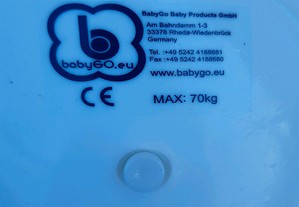 BabyGo Baby Products GmbH
Am Bahndamm 1-3
33378 Rheda-Wiedenbrück
Germany
Tel. :+49 5242 4188681
Fax :+49 5242 4188680
www.babygo.eu
b
babyGO.eu
CE
MAX: 70kg